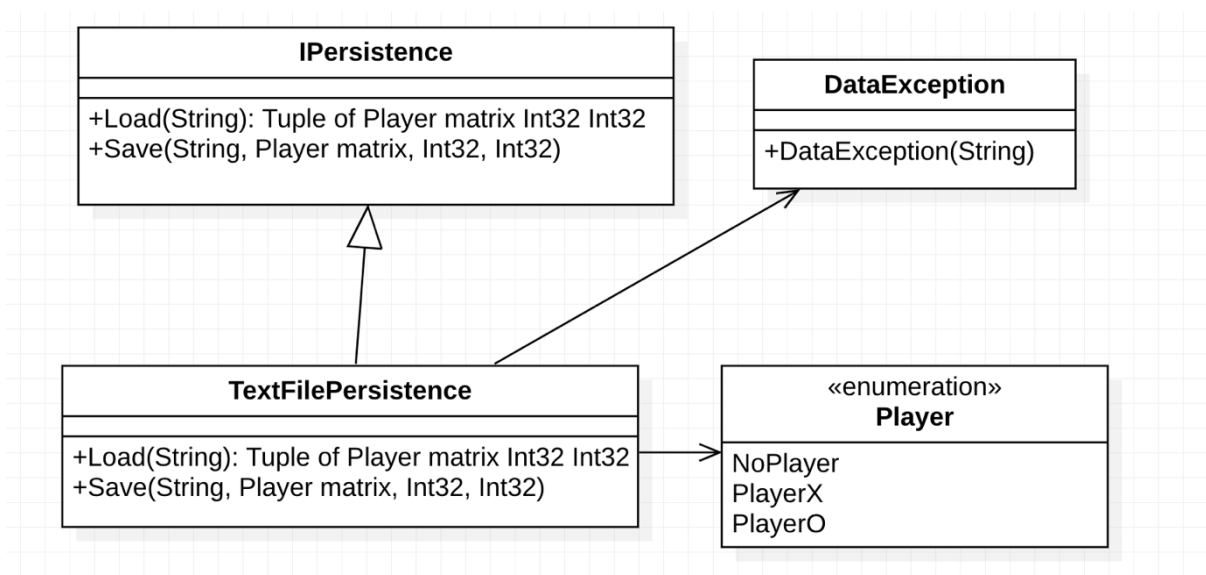 IPersistence
+Load(String): Tuple of Player matrix Int32 Int32
+Save(String, Player matrix, Int32, Int32)
DataException
+DataException(String)
TextFilePersistence
+Load(String): Tuple of Player matrix Int32 Int32
+Save(String, Player matrix, Int32, Int32)
«enumeration»
Player
NoPlayer
PlayerX
PlayerO